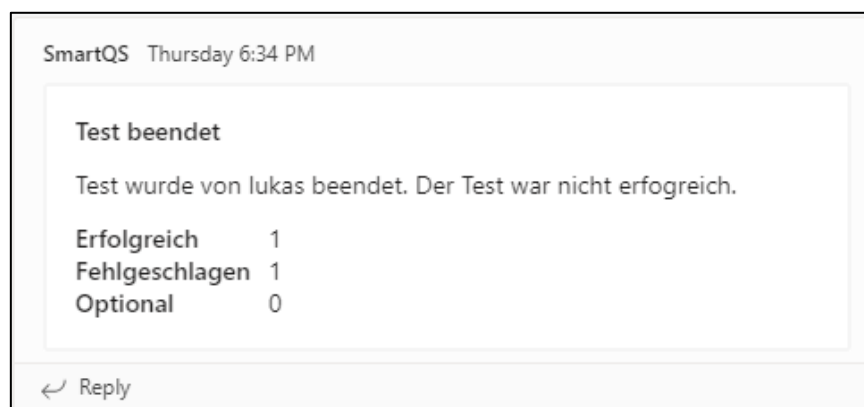 SmartQS Thursday 6:34 PM
Test beendet
Test wurde von lukas beendet. Der Test war nicht erfogreich.
Erfolgreich 1
Fehlgeschlagen 1
Optional 0
Reply